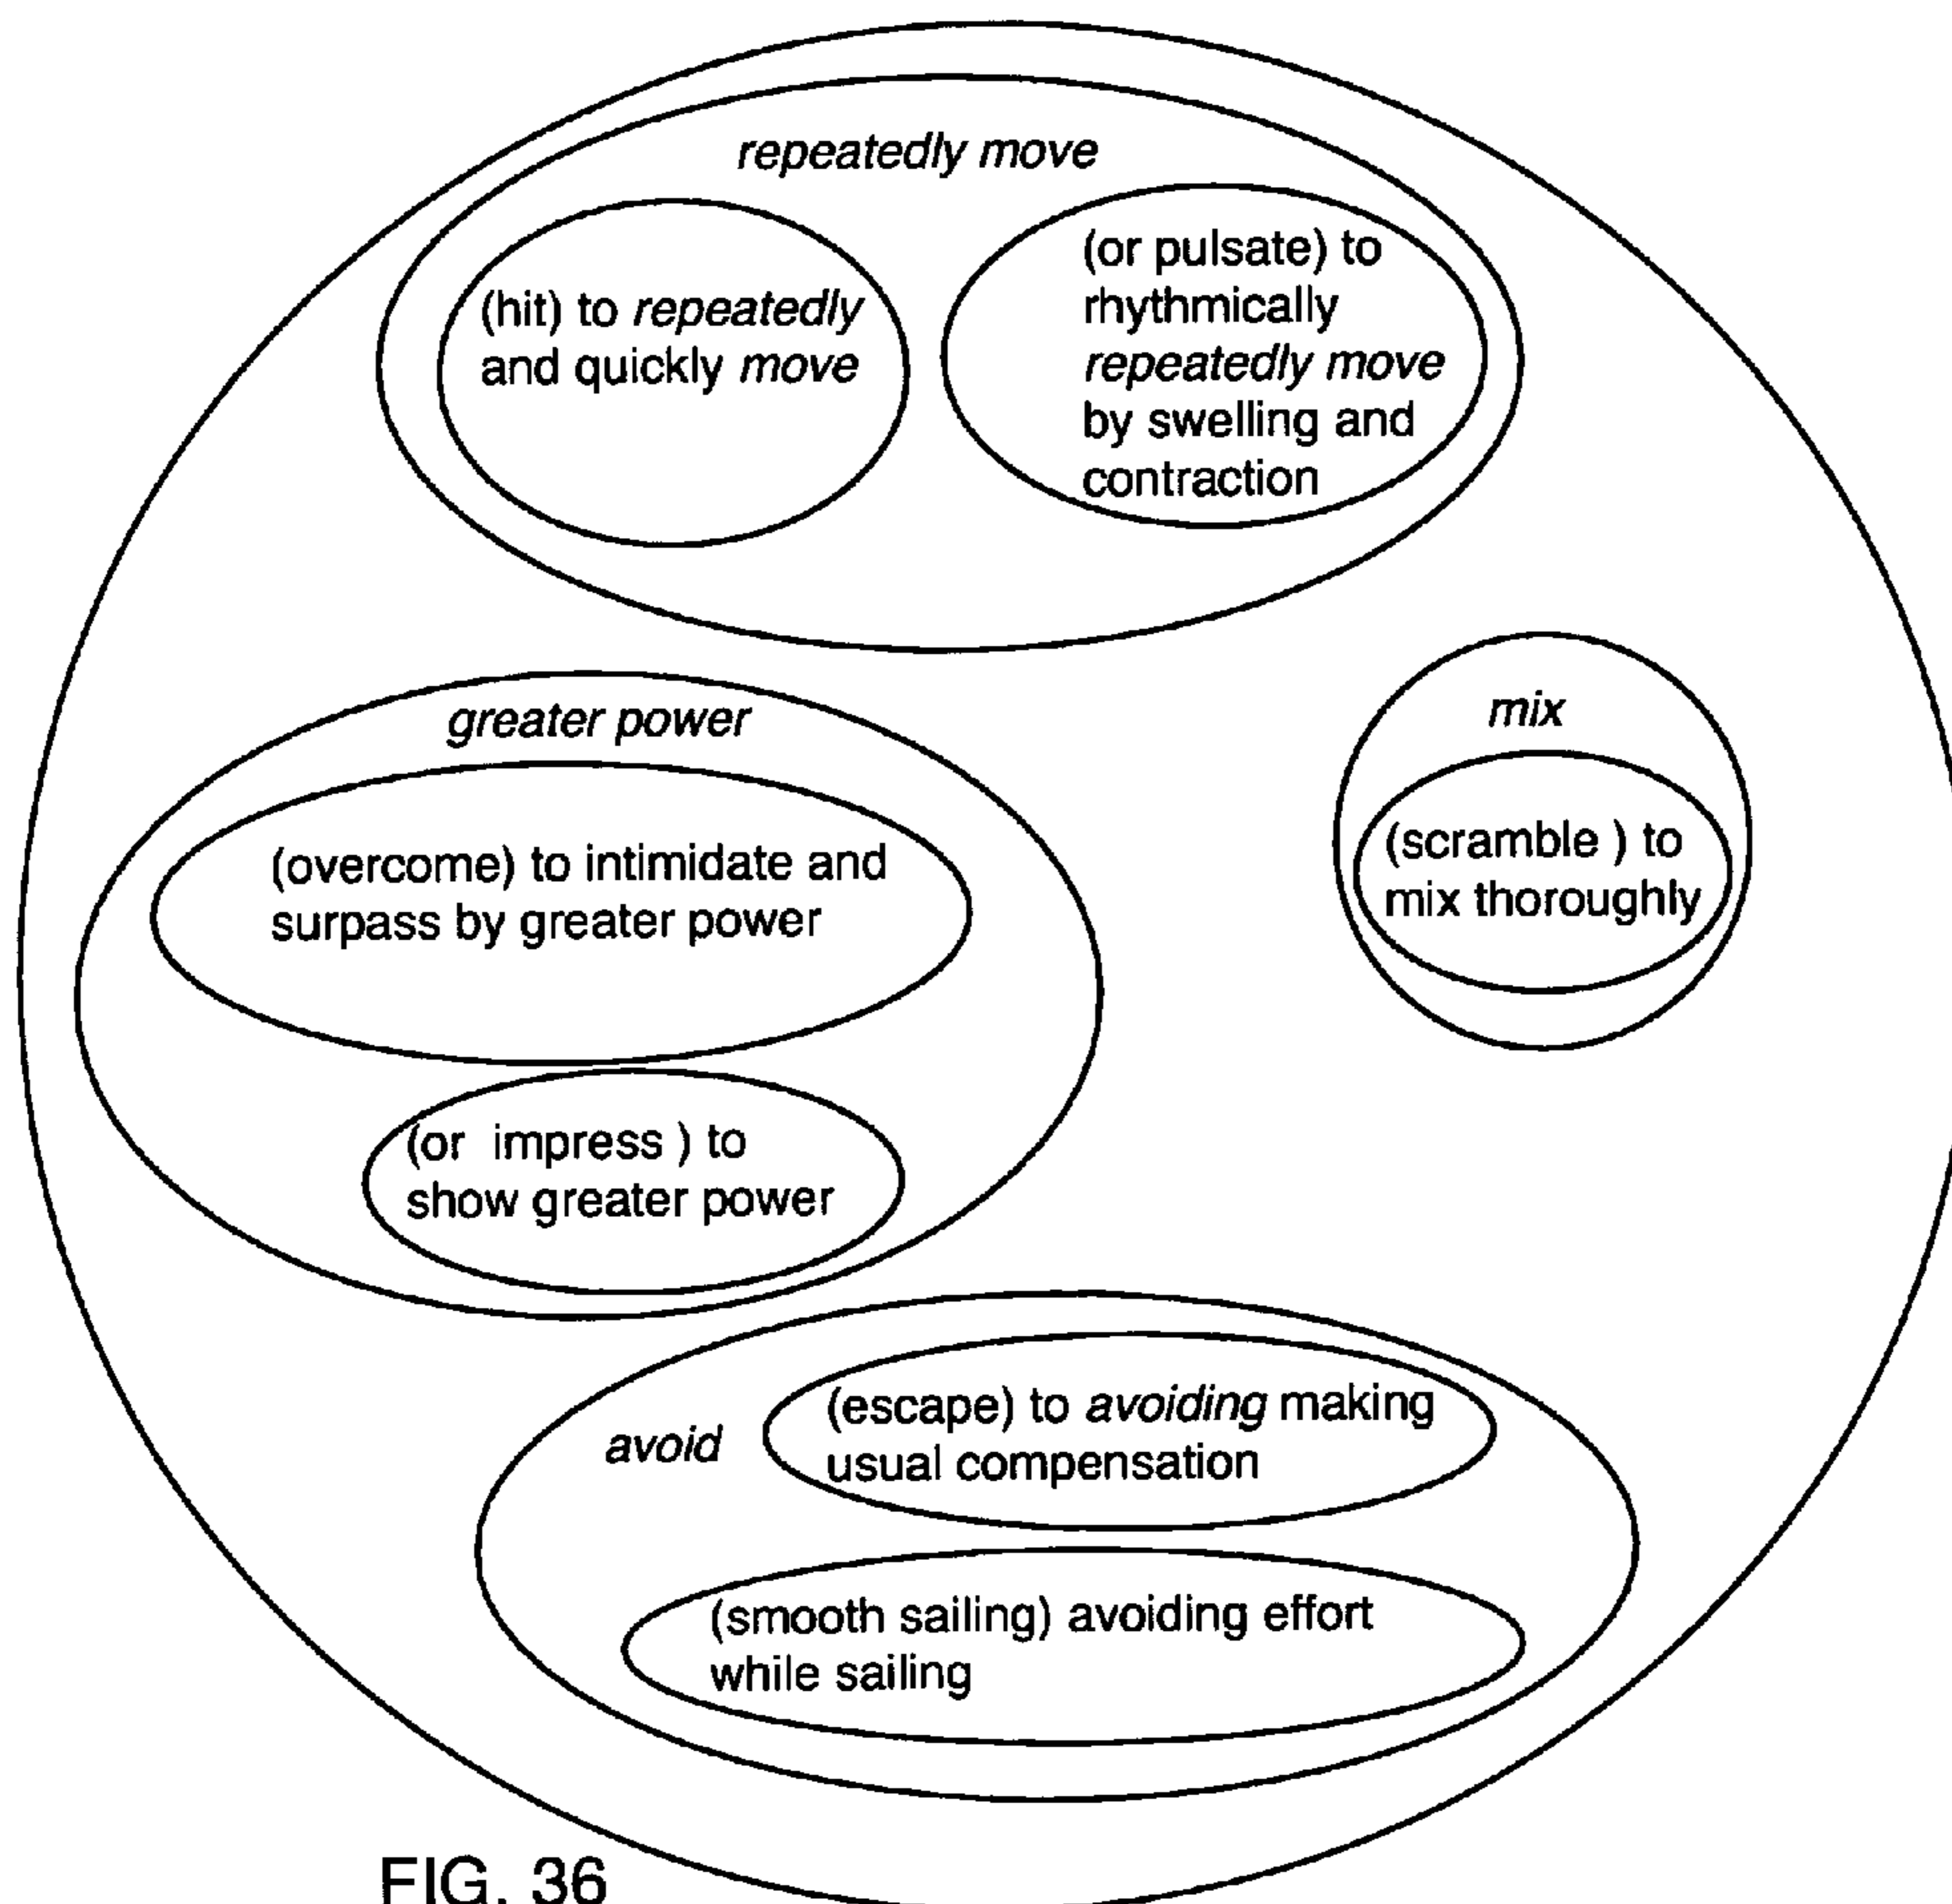 repeatedly move
(hit) to repeatedly
and quickly move
(or pulsate) to
rhythmically
repeatedly move
by swelling and
contraction
greater power
(overcome) to intimidate and
surpass by greater power
(or impress ) to
show greater power
mix
(scramble ) to
mix thoroughly
avoid
(escape) to avoiding making
usual compensation
(smooth sailing) avoiding effort
while sailing
FIG. 36